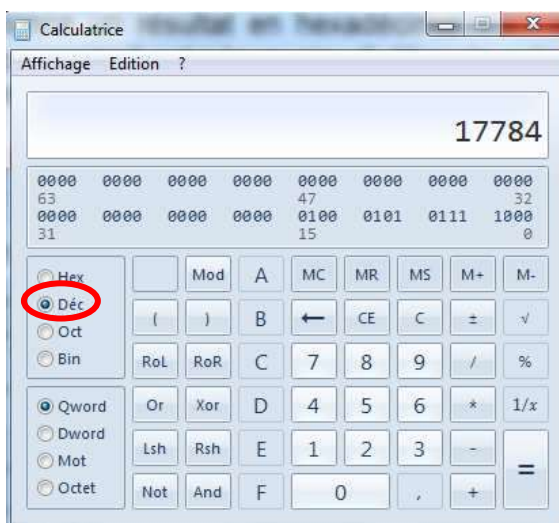 Calculatrice
Affichage Edition ?
17784
0000 0000 0000 0000 0000 0000 0000 0000
63 47 32
0000 0000 0000 0000 0100 0101 0111 1000
31 15 0
Hex Mod A MC MR MS M+ M-
Déc ( ) B ← CE C ± √
Oct
Bin RoL RoR C 7 8 9 / %
Qword Or Xor D 4 5 6 * 1/x
Dword Lsh Rsh E 1 2 3 - =
Mot
Octet Not And F 0 , +